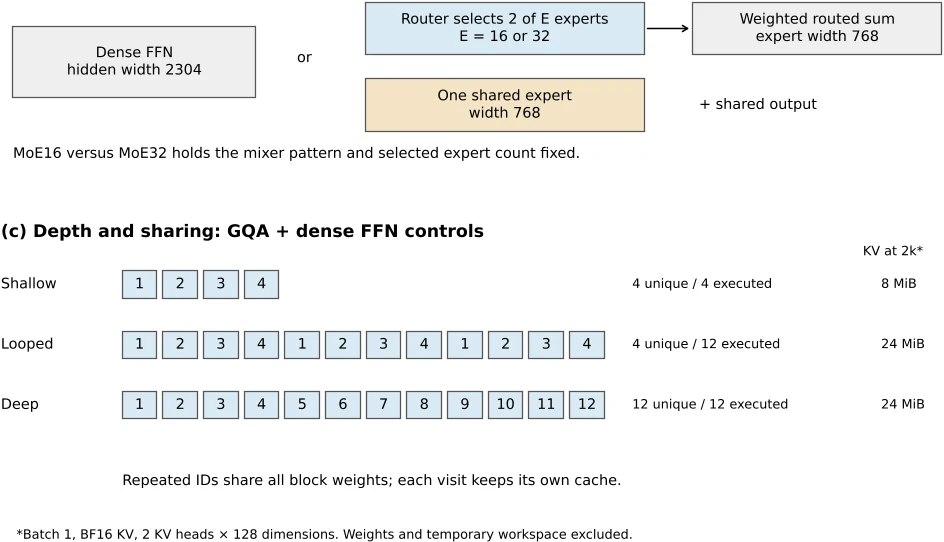 Dense FFN
hidden width 2304
or
Router selects 2 of E experts
E = 16 or 32
Weighted routed sum
expert width 768
One shared expert
width 768
+ shared output
MoE16 versus MoE32 holds the mixer pattern and selected expert count fixed.
(c) Depth and sharing: GQA + dense FFN controls
KV at 2k*
Shallow 1 2 3 4 4 unique / 4 executed 8 MiB
Looped 1 2 3 4 1 2 3 4 1 2 3 4 4 unique / 12 executed 24 MiB
Deep 1 2 3 4 5 6 7 8 9 10 11 12 12 unique / 12 executed 24 MiB
Repeated IDs share all block weights; each visit keeps its own cache.
*Batch 1, BF16 KV, 2 KV heads × 128 dimensions. Weights and temporary workspace excluded.